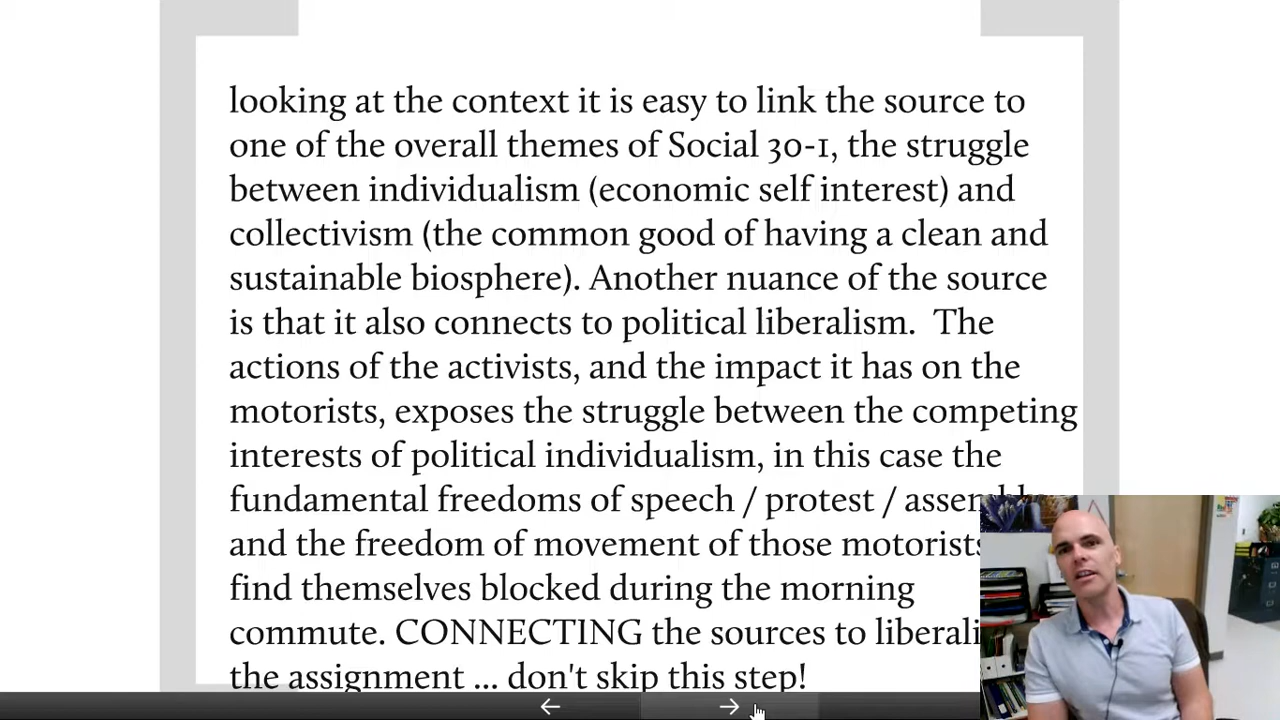 looking at the context it is easy to link the source to
one of the overall themes of Social 30-1, the struggle
between individualism (economic self interest) and
collectivism (the common good of having a clean and
sustainable biosphere). Another nuance of the source
is that it also connects to political liberalism. The
actions of the activists, and the impact it has on the
motorists, exposes the struggle between the competing
interests of political individualism, in this case the
fundamental freedoms of speech / protest /
and the freedom of movement of those motorists
find themselves blocked during the morning
commute. CONNECTING the sources to
the assignment ... don't skip this step!